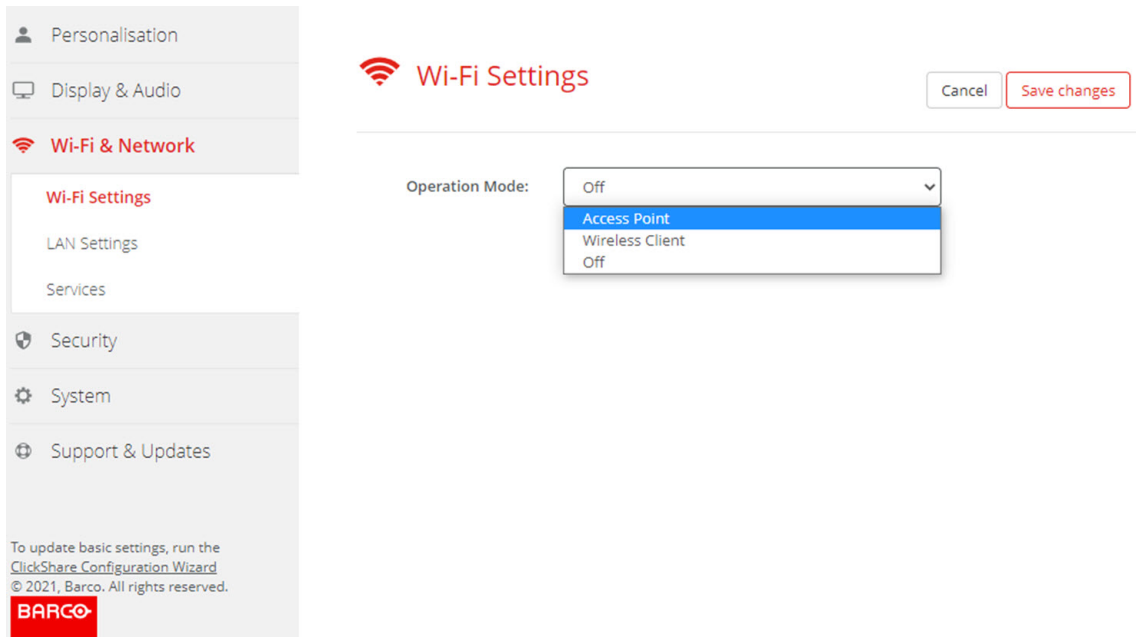 Personalisation
Display & Audio
Wi-Fi & Network
Wi-Fi Settings
LAN Settings
Services
Security
System
Support & Updates
To update basic settings, run the
ClickShare Configuration Wizard
© 2021, Barco. All rights reserved.
BARCO
Wi-Fi Settings
Cancel
Save changes
Operation Mode:
Off
Access Point
Wireless Client
Off